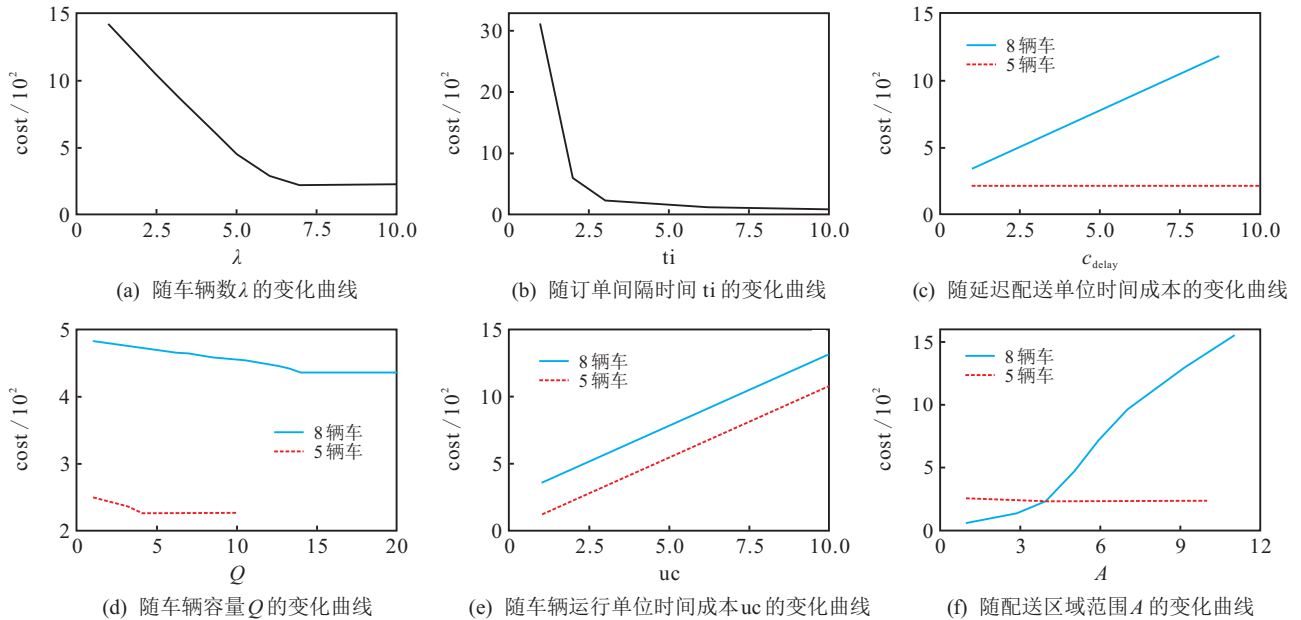 15
10
5
0
cost / 10²
0 2.5 5.0 7.5 10.0
λ
(a) 随车辆数λ的变化曲线
30
20
10
0
cost / 10²
0 2.5 5.0 7.5 10.0
ti
(b) 随订单间隔时间 ti 的变化曲线
15
10
5
0
cost / 10²
8辆车
5辆车
0 2.5 5.0 7.5 10.0
c_delay
(c) 随延迟配送单位时间成本的变化曲线
5
4
3
2
cost / 10²
8辆车
5辆车
0 5 10 15 20
Q
(d) 随车辆容量Q的变化曲线
15
10
5
0
cost / 10²
8辆车
5辆车
0 2.5 5.0 7.5 10.0
uc
(e) 随车辆运行单位时间成本uc的变化曲线
15
10
5
0
cost / 10²
8辆车
5辆车
0 3 6 9 12
A
(f) 随配送区域范围A的变化曲线